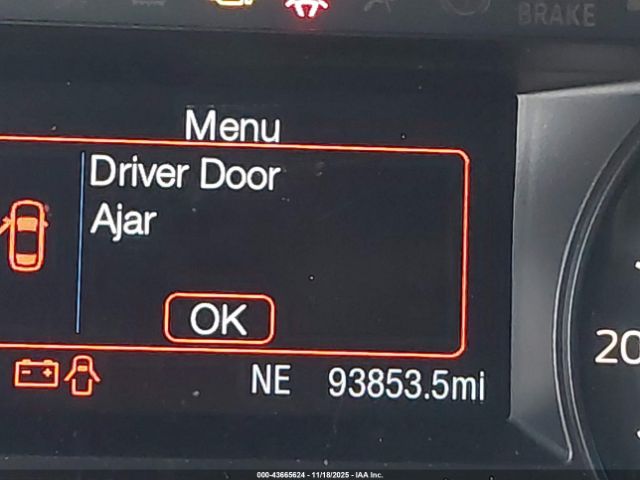 BRAKE
Menu
Driver Door
Ajar
OK
NE 93853.5mi
20
000-43665624 - 11/18/2025 - IAA Inc.